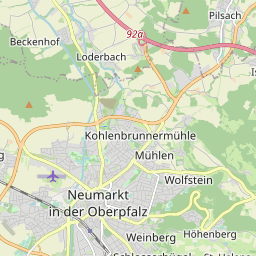 Pilsach
92a
Beckenhof
Loderbach
Kohlenbrunnermühle
Mühlen
Wolfstein
Neumarkt
in der Oberpfalz
Höhenberg
Weinberg